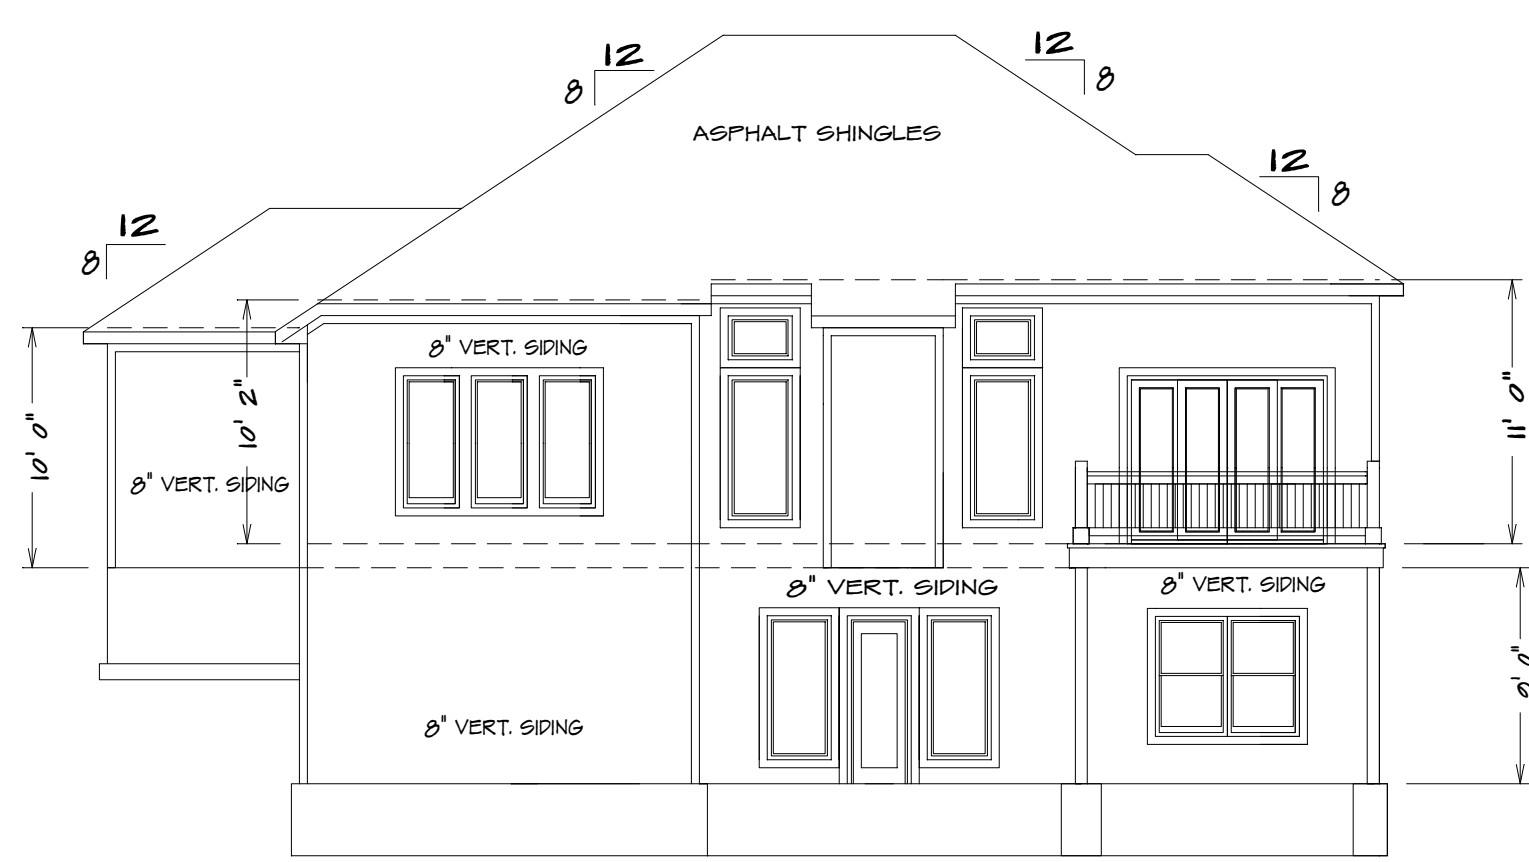 12
8
12
8
ASPHALT SHINGLES
12
8
12
8
8" VERT. SIDING
10' 2"
10' 0"
11' 0"
8" VERT. SIDING
8" VERT. SIDING
8" VERT. SIDING
9' 0"
8" VERT. SIDING